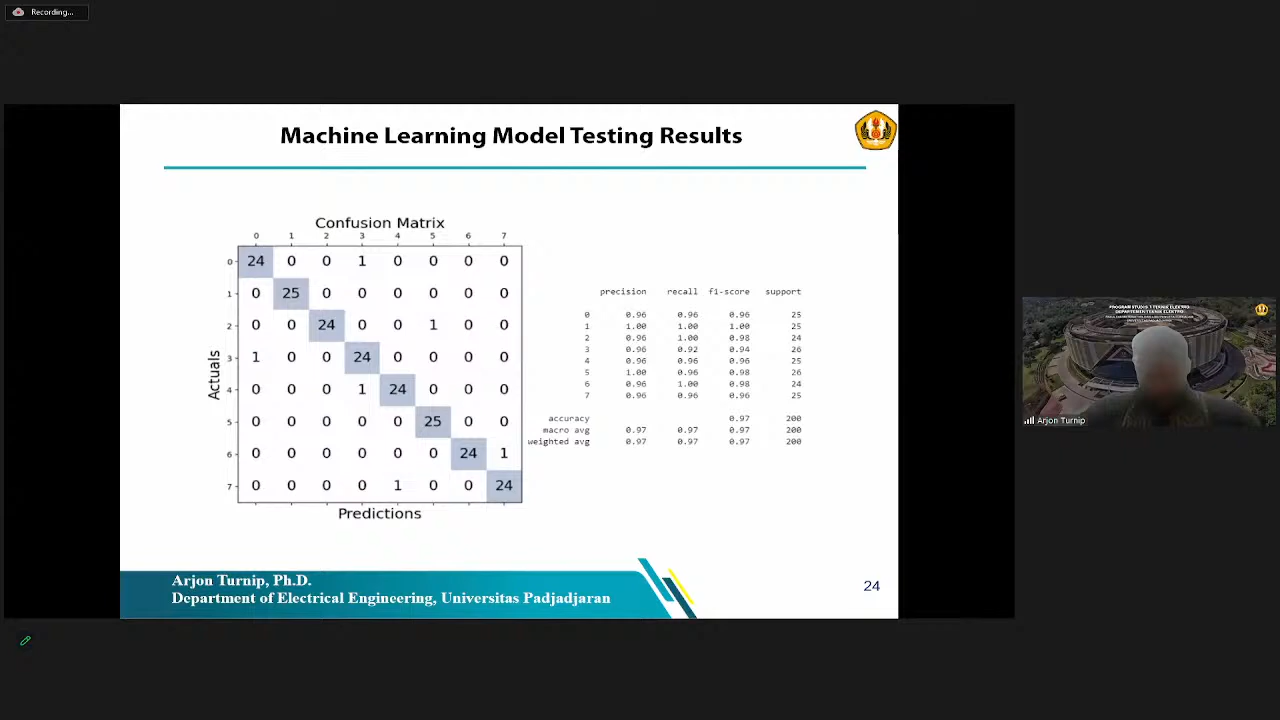 Recording...
Machine Learning Model Testing Results
Confusion Matrix
0 1 2 3 4 5 6 7
0 24 0 0 1 0 0 0 0
1 0 25 0 0 0 0 0 0
2 0 0 24 0 0 1 0 0
3 1 0 0 24 0 0 0 0
4 0 0 0 1 24 0 0 0
5 0 0 0 0 0 25 0 0
6 0 0 0 0 0 0 24 1
7 0 0 0 0 1 0 0 24
Actuals
Predictions
precision recall f1-score support
0 0.96 0.96 0.96 25
1 1.00 1.00 1.00 25
2 0.96 1.00 0.98 24
3 0.96 0.92 0.94 26
4 0.96 0.96 0.96 25
5 1.00 0.96 0.98 26
6 0.96 1.00 0.98 24
7 0.96 0.96 0.96 25
accuracy 0.97 200
macro avg 0.97 0.97 0.97 200
weighted avg 0.97 0.97 0.97 200
Arjon Turnip, Ph.D.
Department of Electrical Engineering, Universitas Padjadjaran
24
DEPARTEMEN TEKNIK ELEKTRO
Arjon Turnip